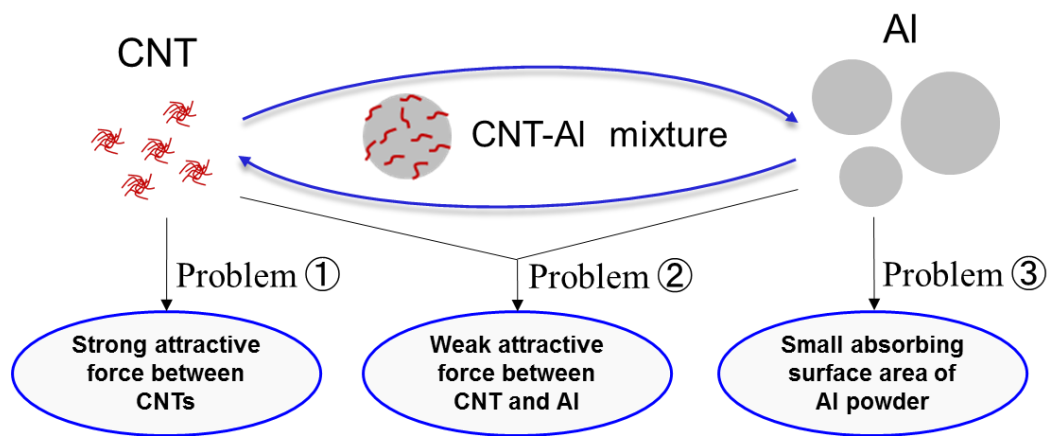 CNT
Al
CNT-Al mixture
Problem ①
Problem ②
Problem ③
Strong attractive
force between
CNTs
Weak attractive
force between
CNT and Al
Small absorbing
surface area of
Al powder